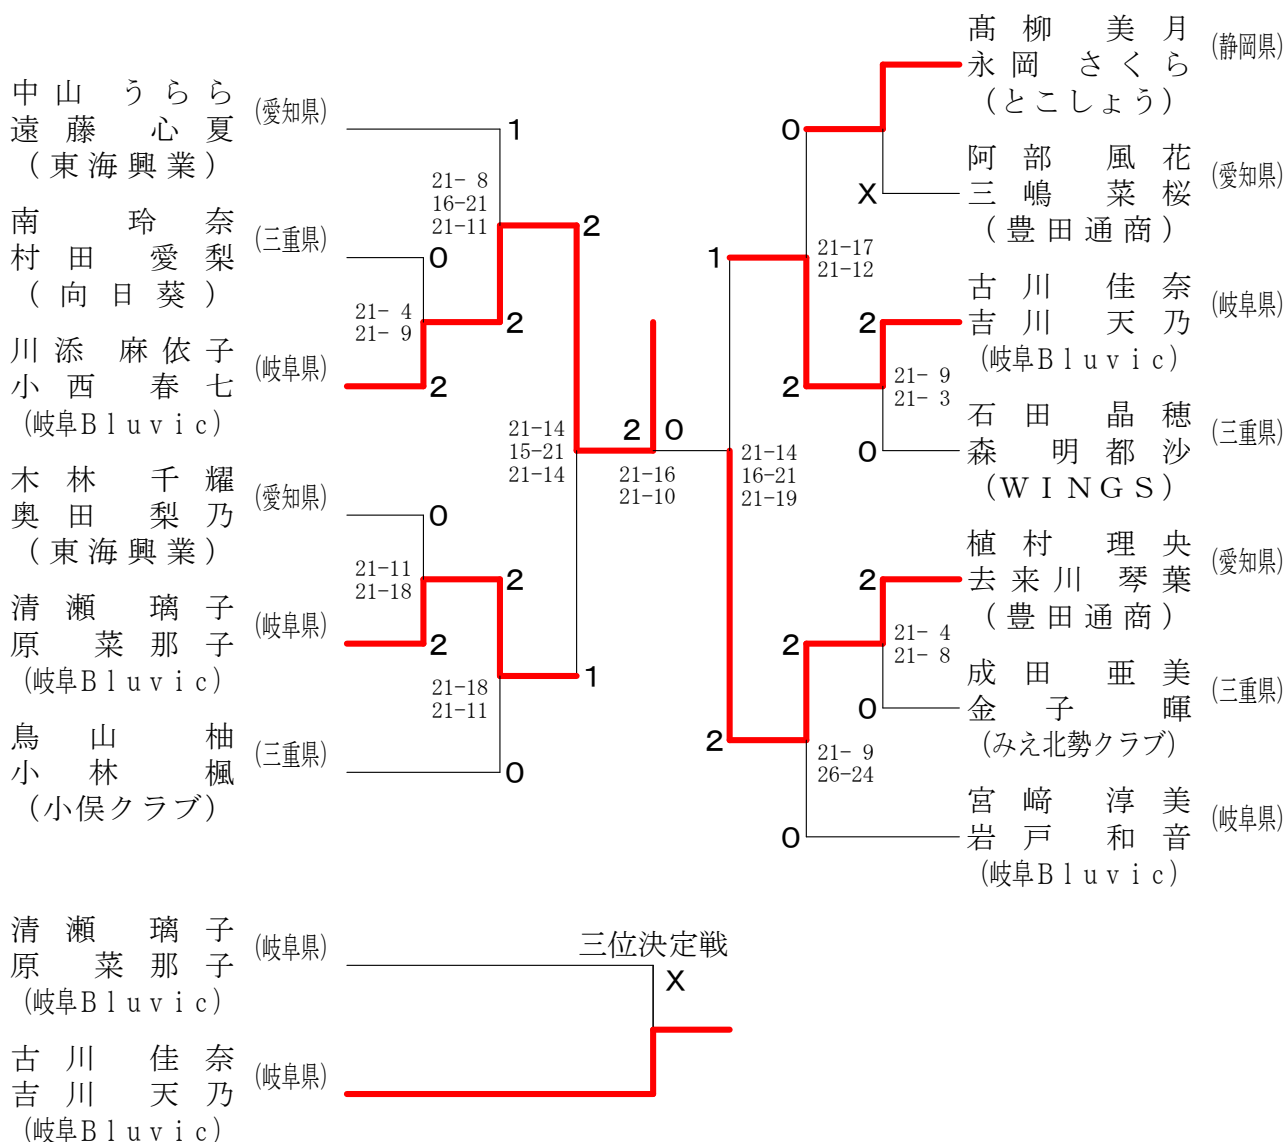 中山 うらら
遠藤 心夏
(東海興業)
(愛知県)
南 玲奈
村田 愛梨
(向日葵)
(三重県)
川添 麻依子
小西 春七
(岐阜Bluvic)
(岐阜県)
木林 千耀
奥田 梨乃
(東海興業)
(愛知県)
清瀬 璃子
原 菜那子
(岐阜Bluvic)
(岐阜県)
鳥山 柚
小林 楓
(小俣クラブ)
(三重県)
1
21- 8
16-21
21-11
2
0
21- 4
21- 9
2
2
21-14
15-21
21-14
0
21-11
21-18
2
2
21-18
21-11
1
0
2 0
21-16
21-10
髙柳 美月
永岡 さくら
(とこしょう)
(静岡県)
阿部 風花
三嶋 菜桜
(豊田通商)
(愛知県)
古川 佳奈
吉川 天乃
(岐阜Bluvic)
(岐阜県)
石田 晶穂
森 明都沙
(WINGS)
(三重県)
植村 理央
去来川 琴葉
(豊田通商)
(愛知県)
成田 亜美
金子 暉
(みえ北勢クラブ)
(三重県)
宮﨑 淳美
岩戸 和音
(岐阜Bluvic)
(岐阜県)
0
X
1
21-17
21-12
2
2
21- 9
21- 3
0
21-14
16-21
21-19
2
2
21- 4
21- 8
0
2
21- 9
26-24
0
清瀬 璃子
原 菜那子
(岐阜Bluvic)
(岐阜県)
三位決定戦
X
古川 佳奈
吉川 天乃
(岐阜Bluvic)
(岐阜県)